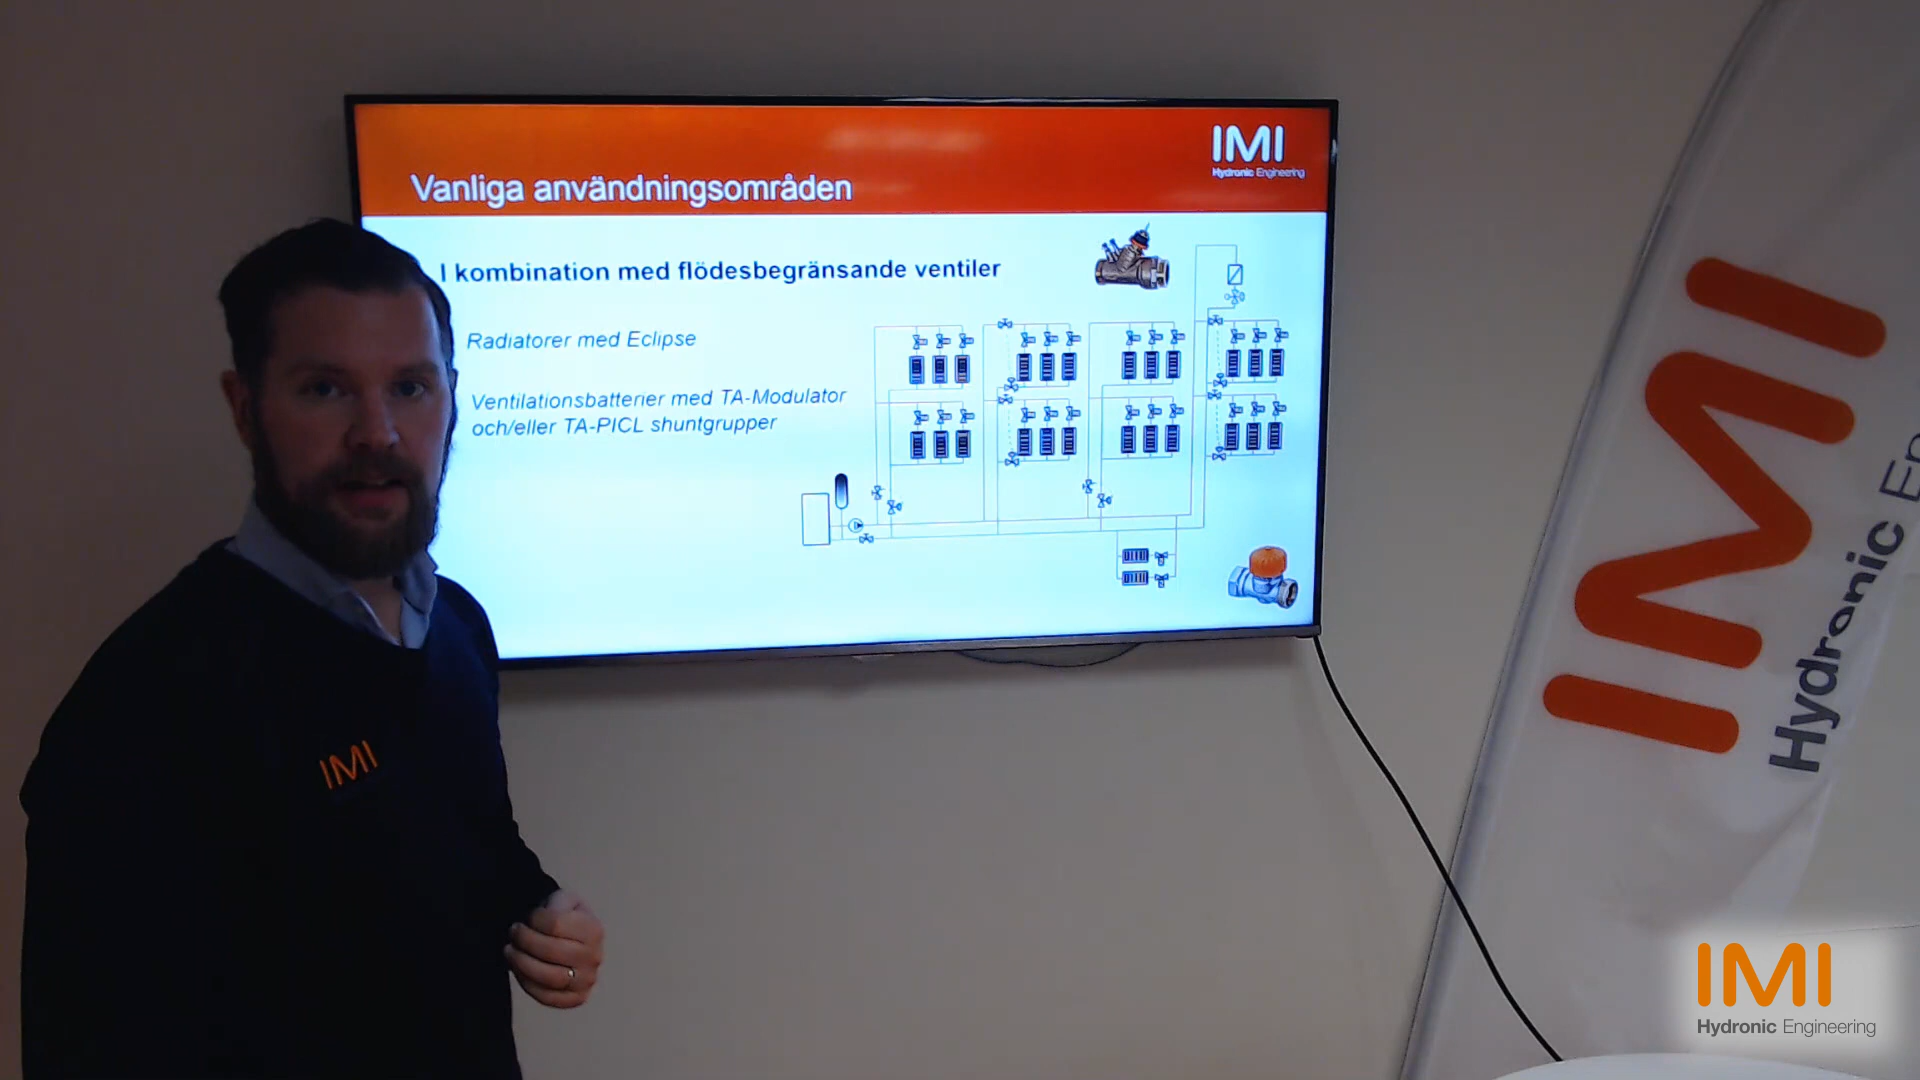 IMI
Hydronic Engineering
Vanliga användningsområden
I kombination med flödesbegränsande ventiler
Radiatorer med Eclipse
Ventilationsbatterier med TA-Modulator
och/eller TA-PICL shuntgrupper
IMI
IMI
Hydronic En
IMI
Hydronic Engineering